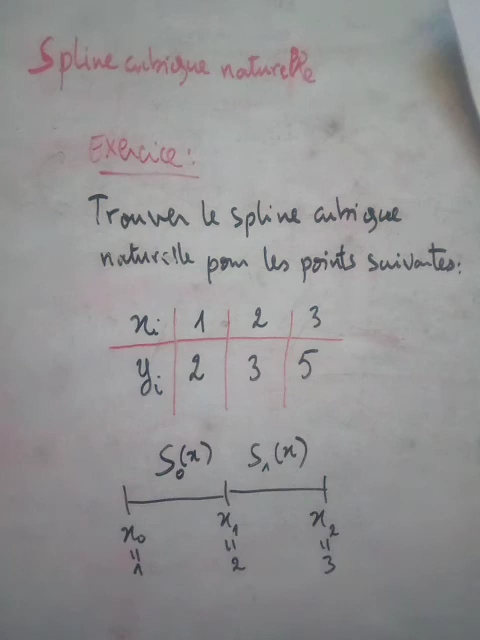 Spline cubique naturelle
Exercice:
Trouver le spline cubique
naturelle pour les points suivantes:
xi 1 2 3
yi 2 3 5
S0(x) S1(x)
x0 x1 x2
= = =
1 2 3